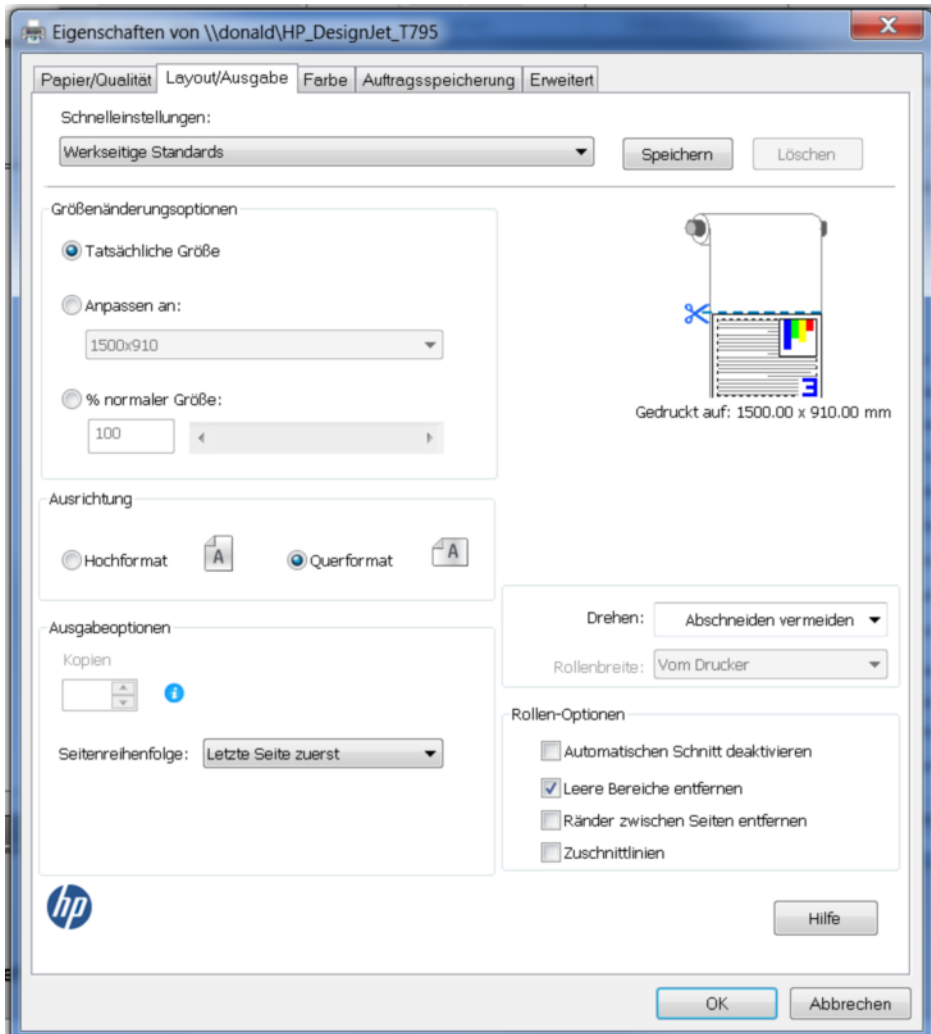 Eigenschaften von \\donald\HP_DesignJet_T795
X
Papier/Qualität Layout/Ausgabe Farbe Auftragsspeicherung Erweitert
Schnelleinstellungen:
Werkseitige Standards Speichern Löschen
Größenänderungsoptionen
Tatsächliche Größe
Anpassen an:
1500x910
% normaler Größe:
100
3
Gedruckt auf: 1500.00 x 910.00 mm
Ausrichtung
Hochformat A Querformat A
Drehen: Abschneiden vermeiden
Rollenbreite: Vom Drucker
Ausgabeoptionen
Kopien
i
Seitenreihenfolge: Letzte Seite zuerst
Rollen-Optionen
Automatischen Schnitt deaktivieren
Leere Bereiche entfernen
Ränder zwischen Seiten entfernen
Zuschnittlinien
hp
Hilfe
OK Abbrechen